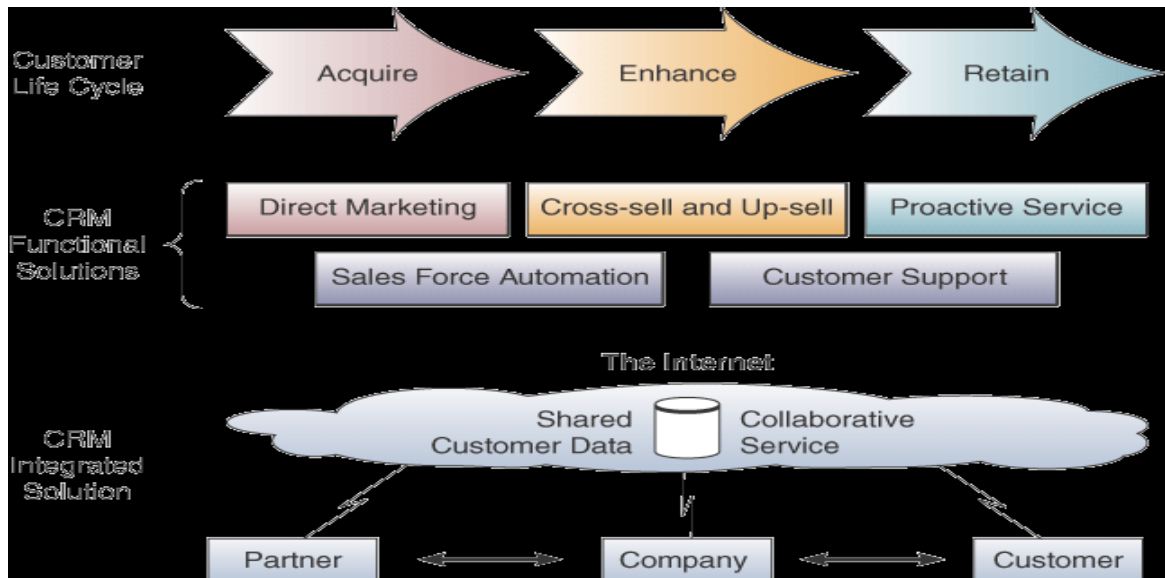 Customer
Life Cycle
Acquire
Enhance
Retain
CRM
Functional
Solutions
Direct Marketing
Cross-sell and Up-sell
Proactive Service
Sales Force Automation
Customer Support
The Internet
CRM
Integrated
Solution
Shared
Customer Data
Collaborative
Service
Partner
Company
Customer